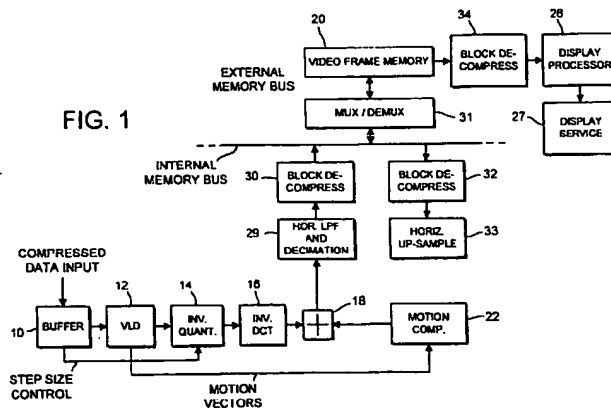 20
34
26
VIDEO FRAME MEMORY
BLOCK DE-
COMPRESS
DISPLAY
PROCESSOR
EXTERNAL
MEMORY BUS
FIG. 1
MUX / DEMUX
31
27
DISPLAY
SERVICE
INTERNAL
MEMORY BUS
30
BLOCK DE-
COMPRESS
BLOCK DE-
COMPRESS
32
29
HOR. LPF
AND
DECIMATION
HORIZ.
UP-SAMPLE
33
COMPRESSED
DATA INPUT
12
14
16
18
10
BUFFER
VLD
INV.
QUANT.
INV.
DCT
+
MOTION
COMP.
22
STEP SIZE
CONTROL
MOTION
VECTORS